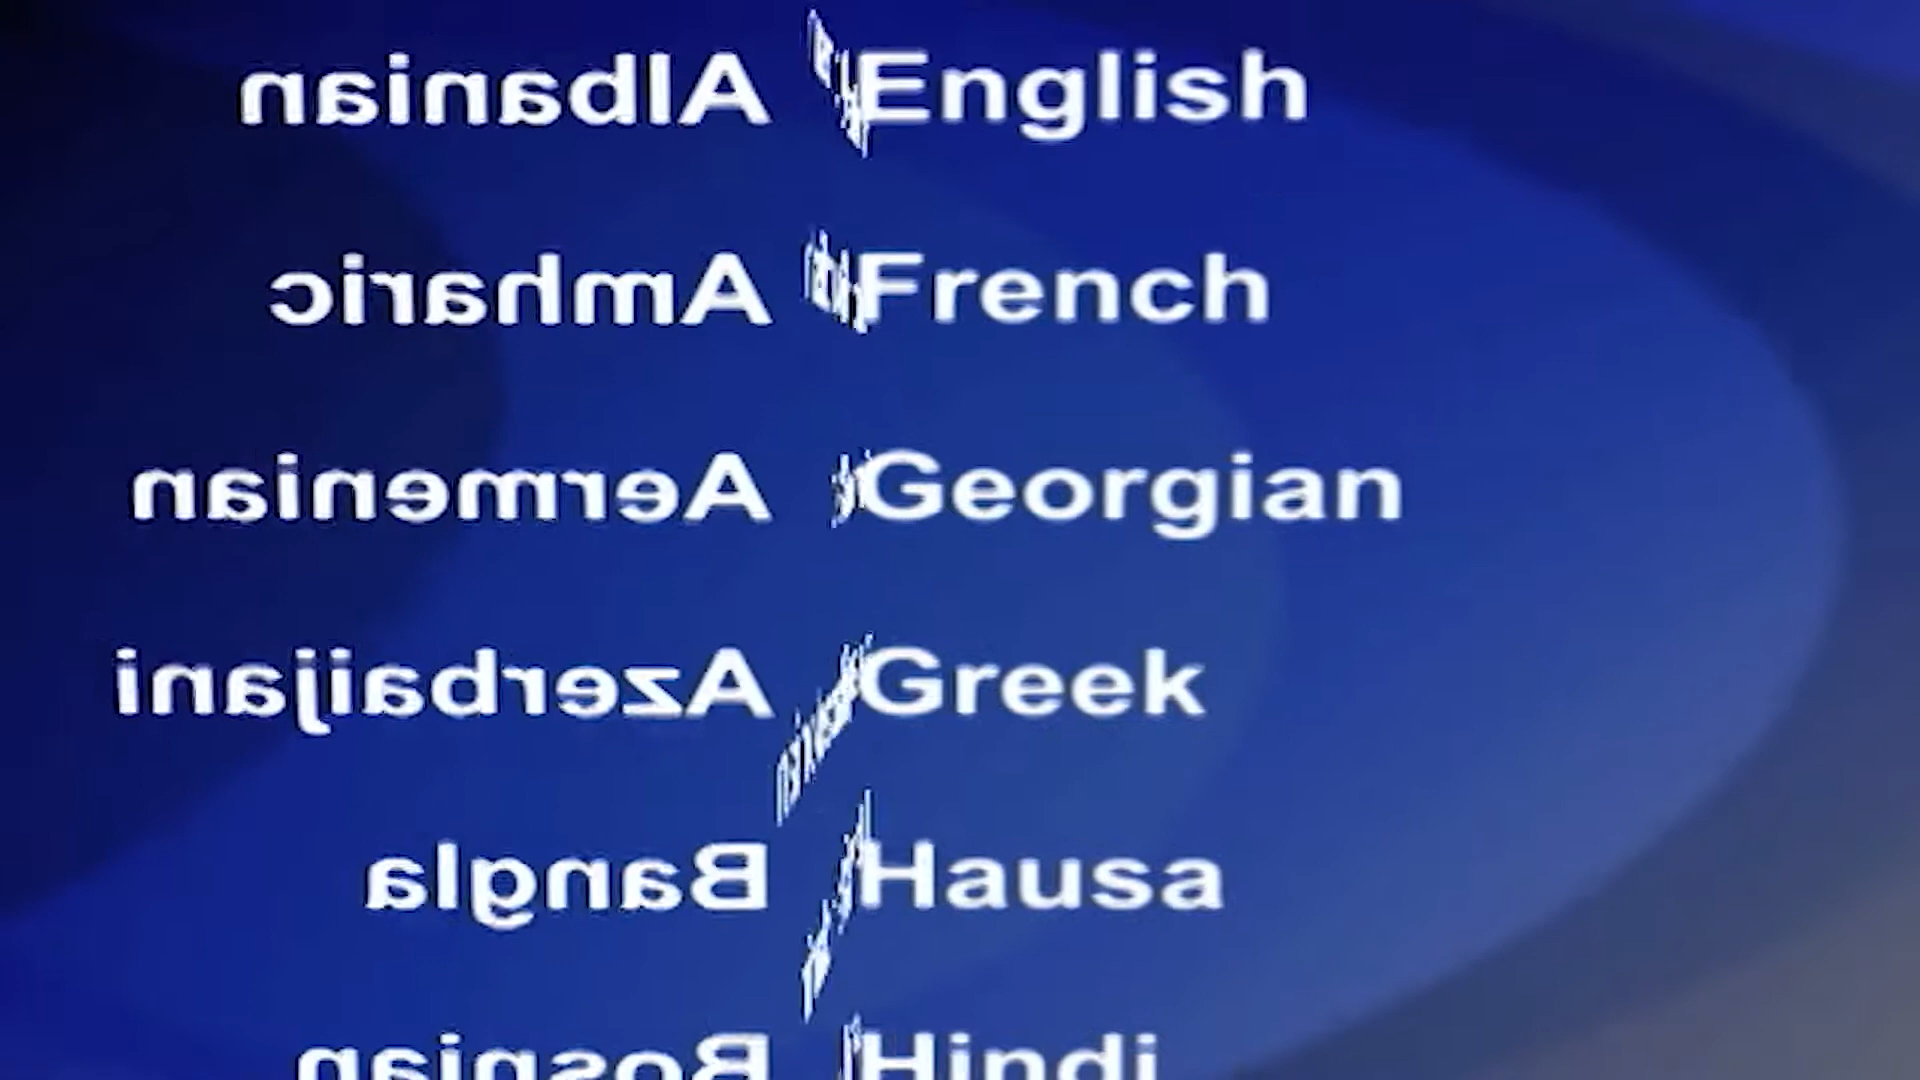 Albanian English
Amharic French
Aermenian Georgian
Azerbaijani Greek
Bangla Hausa
Bosnian Hindi